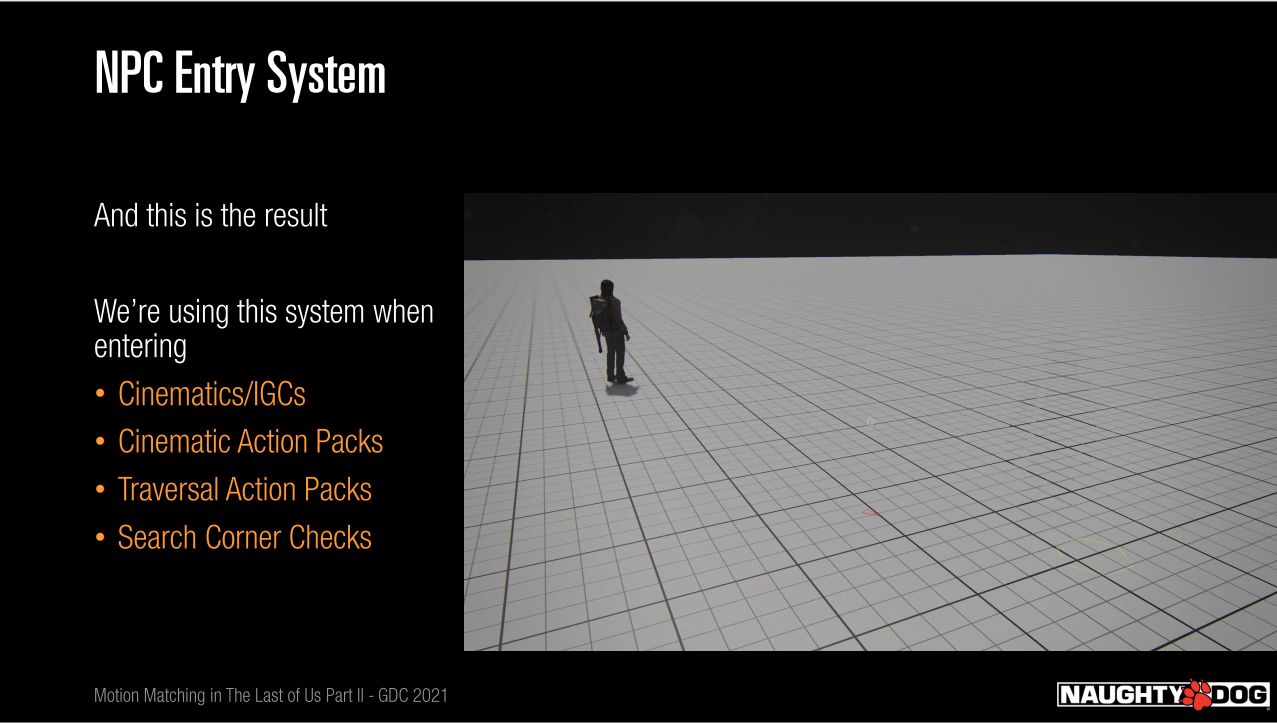 NPC Entry System
And this is the result
We're using this system when
entering
• Cinematics/IGCs
• Cinematic Action Packs
• Traversal Action Packs
• Search Corner Checks
Motion Matching in The Last of Us Part II - GDC 2021
NAUGHTY DOG